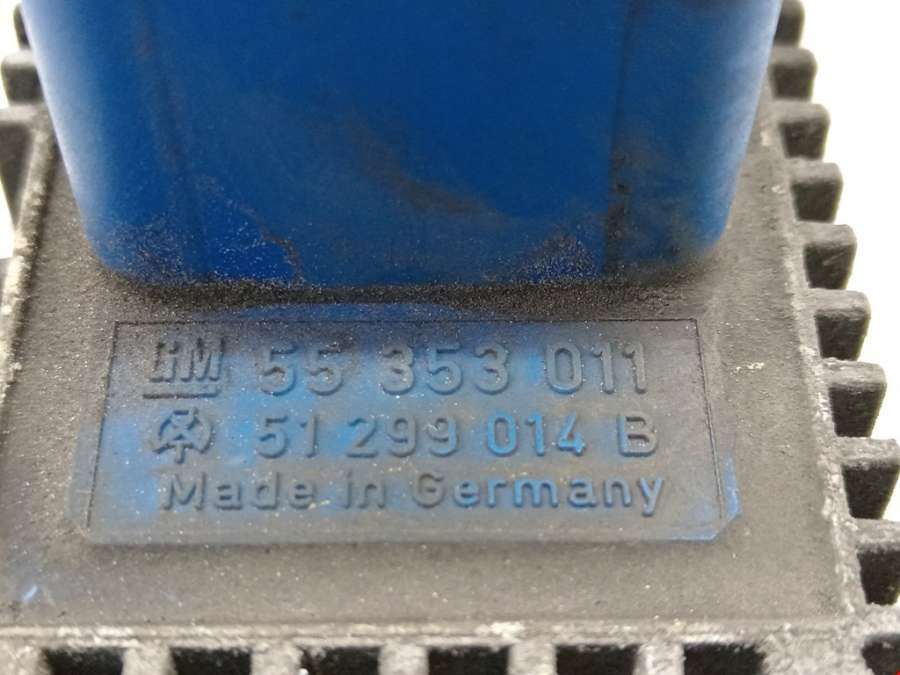 GM 55 353 011
51 299 014 B
Made in Germany